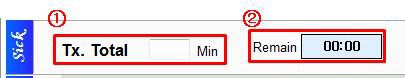 ① ②
Sick Tx. Total Min Remain 00:00